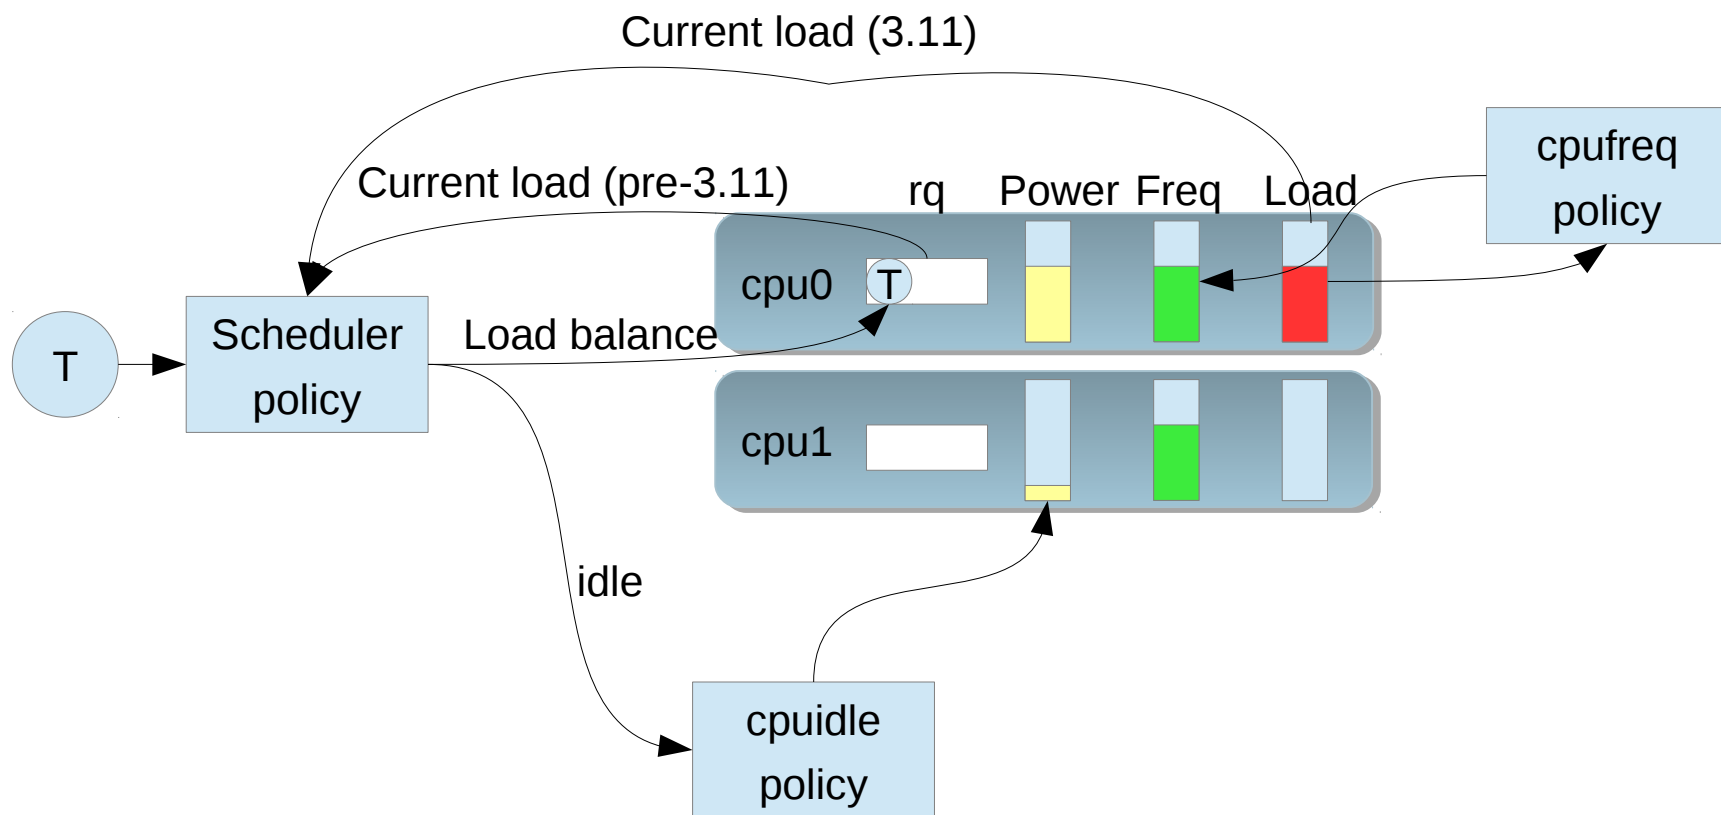 Current load (3.11)
cpufreq
policy
Current load (pre-3.11)
rq
Power
Freq
Load
cpu0
T
Scheduler
policy
Load balance
T
cpu1
idle
cpuidle
policy